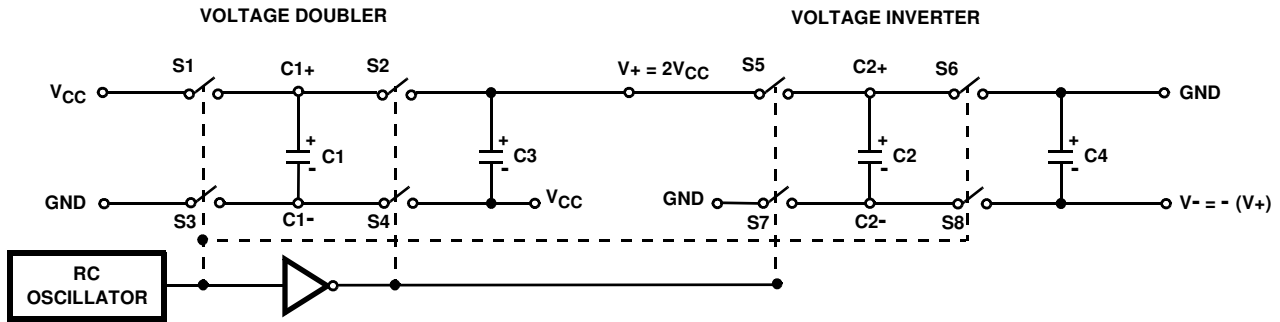 VOLTAGE DOUBLER
VOLTAGE INVERTER
S1
C1+
S2
V+ = 2VCC
S5
C2+
S6
VCC
GND
+
C1
-
+
C3
-
+
C2
-
+
C4
-
GND
S3
C1-
S4
VCC
GND
S7
C2-
S8
V- = - (V+)
RC
OSCILLATOR